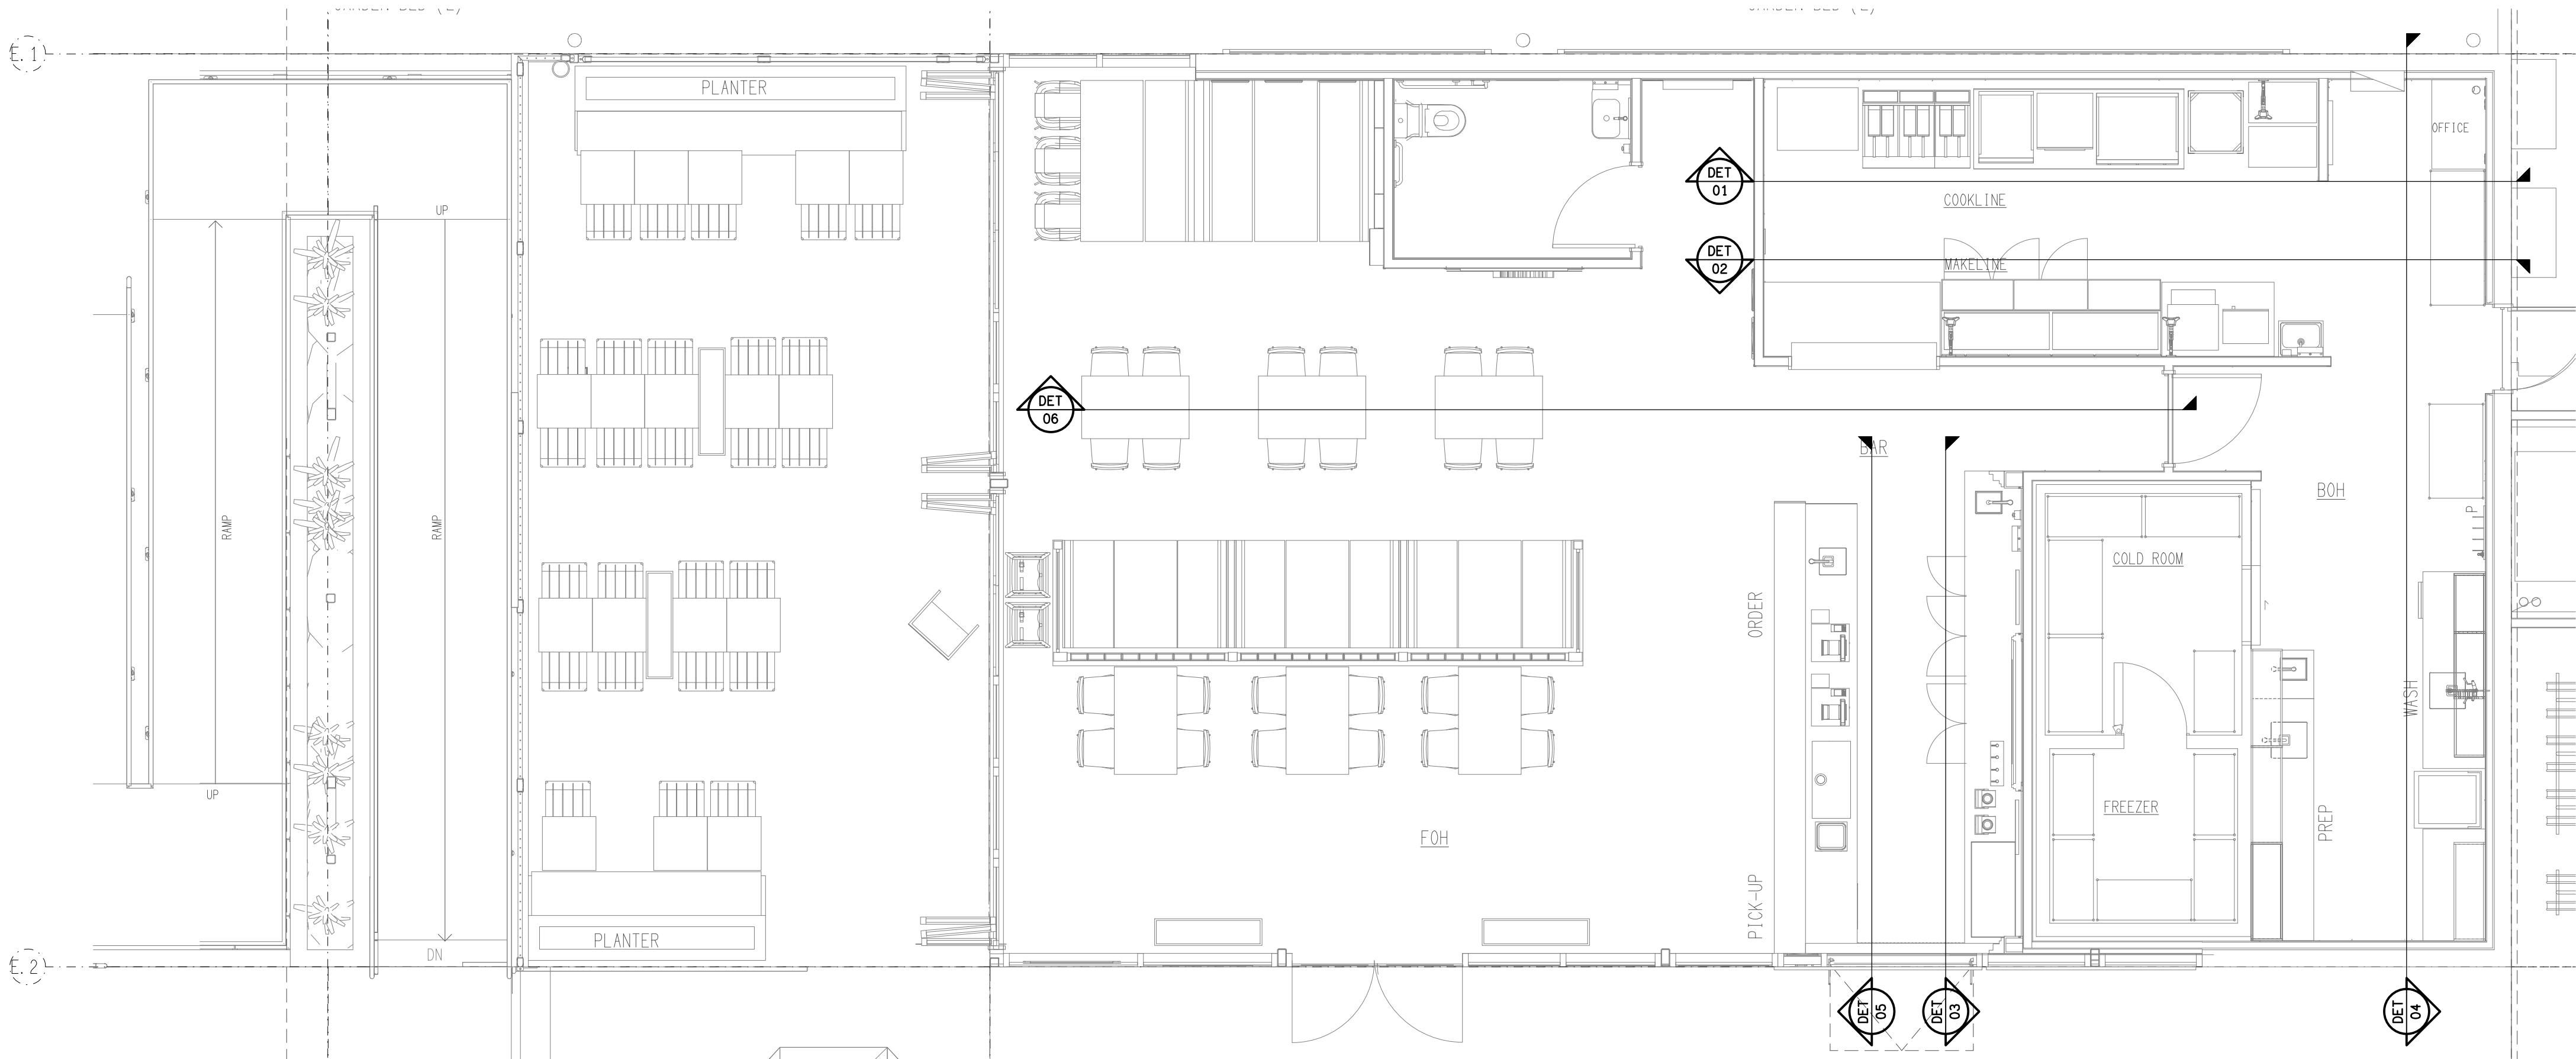 E.1
PLANTER
OFFICE
DET
01
COOKLINE
UP
DET
02
MAKELINE
DET
06
BAR
BOH
P
RAMP
RAMP
COLD ROOM
ORDER
WASH
UP
FREEZER
PREP
FOH
PICK-UP
PLANTER
DN
E.2
DET
05
DET
03
DET
04